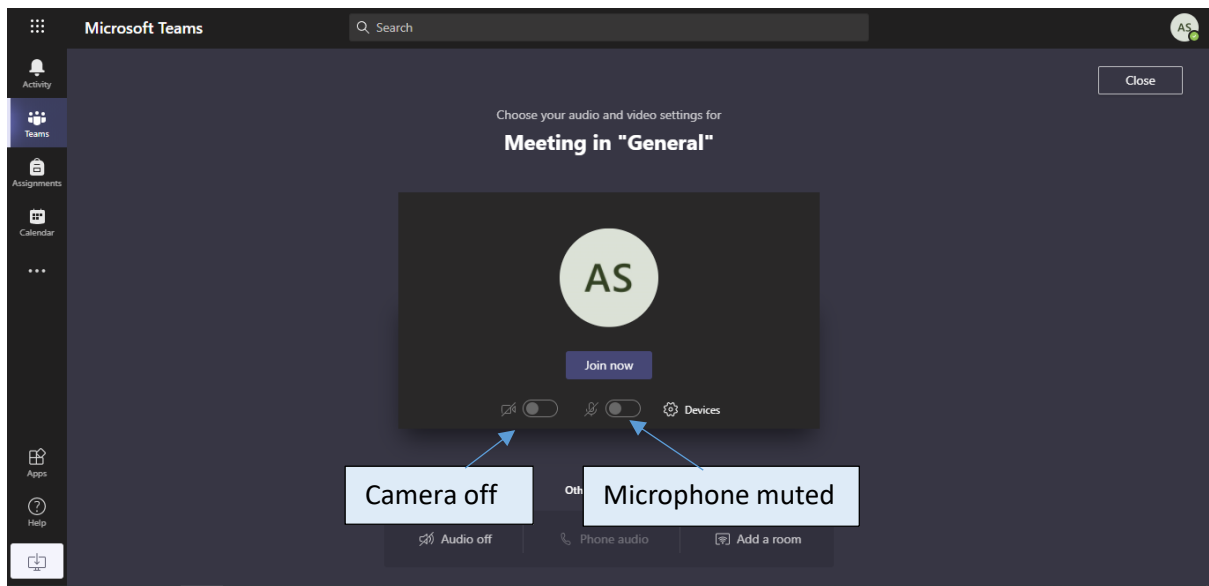 Microsoft Teams
Search
AS
Activity
Close
Teams
Choose your audio and video settings for
Meeting in "General"
Assignments
Calendar
AS
Join now
Devices
Apps
Camera off
Oth
Microphone muted
Help
Audio off
Phone audio
Add a room